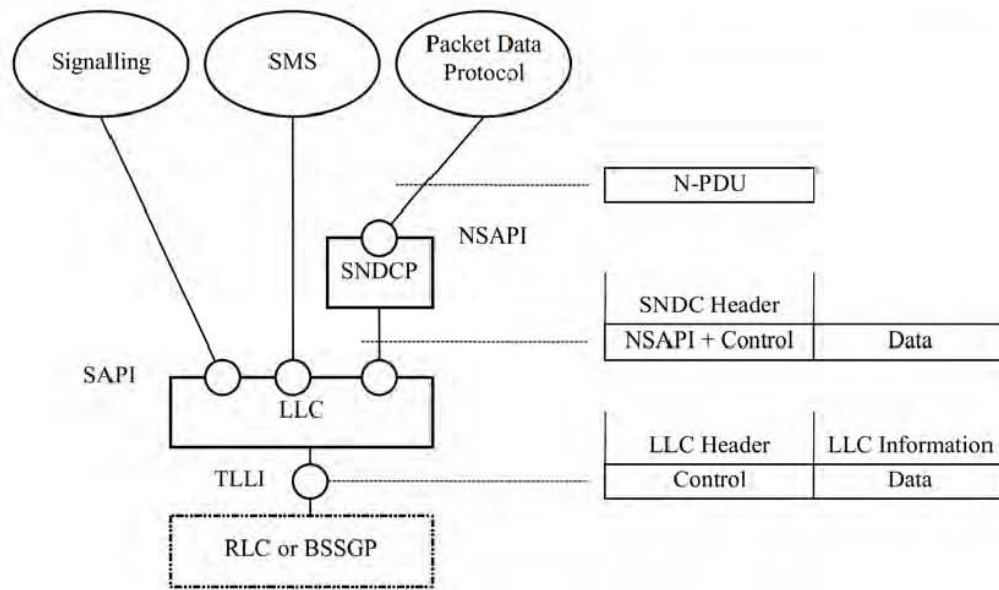 Signalling
SMS
Packet Data
Protocol
N-PDU
NSAPI
SNDCP
SNDC Header
NSAPI + Control
Data
SAPI
LLC
LLC Header
LLC Information
TLLI
Control
Data
RLC or BSSGP